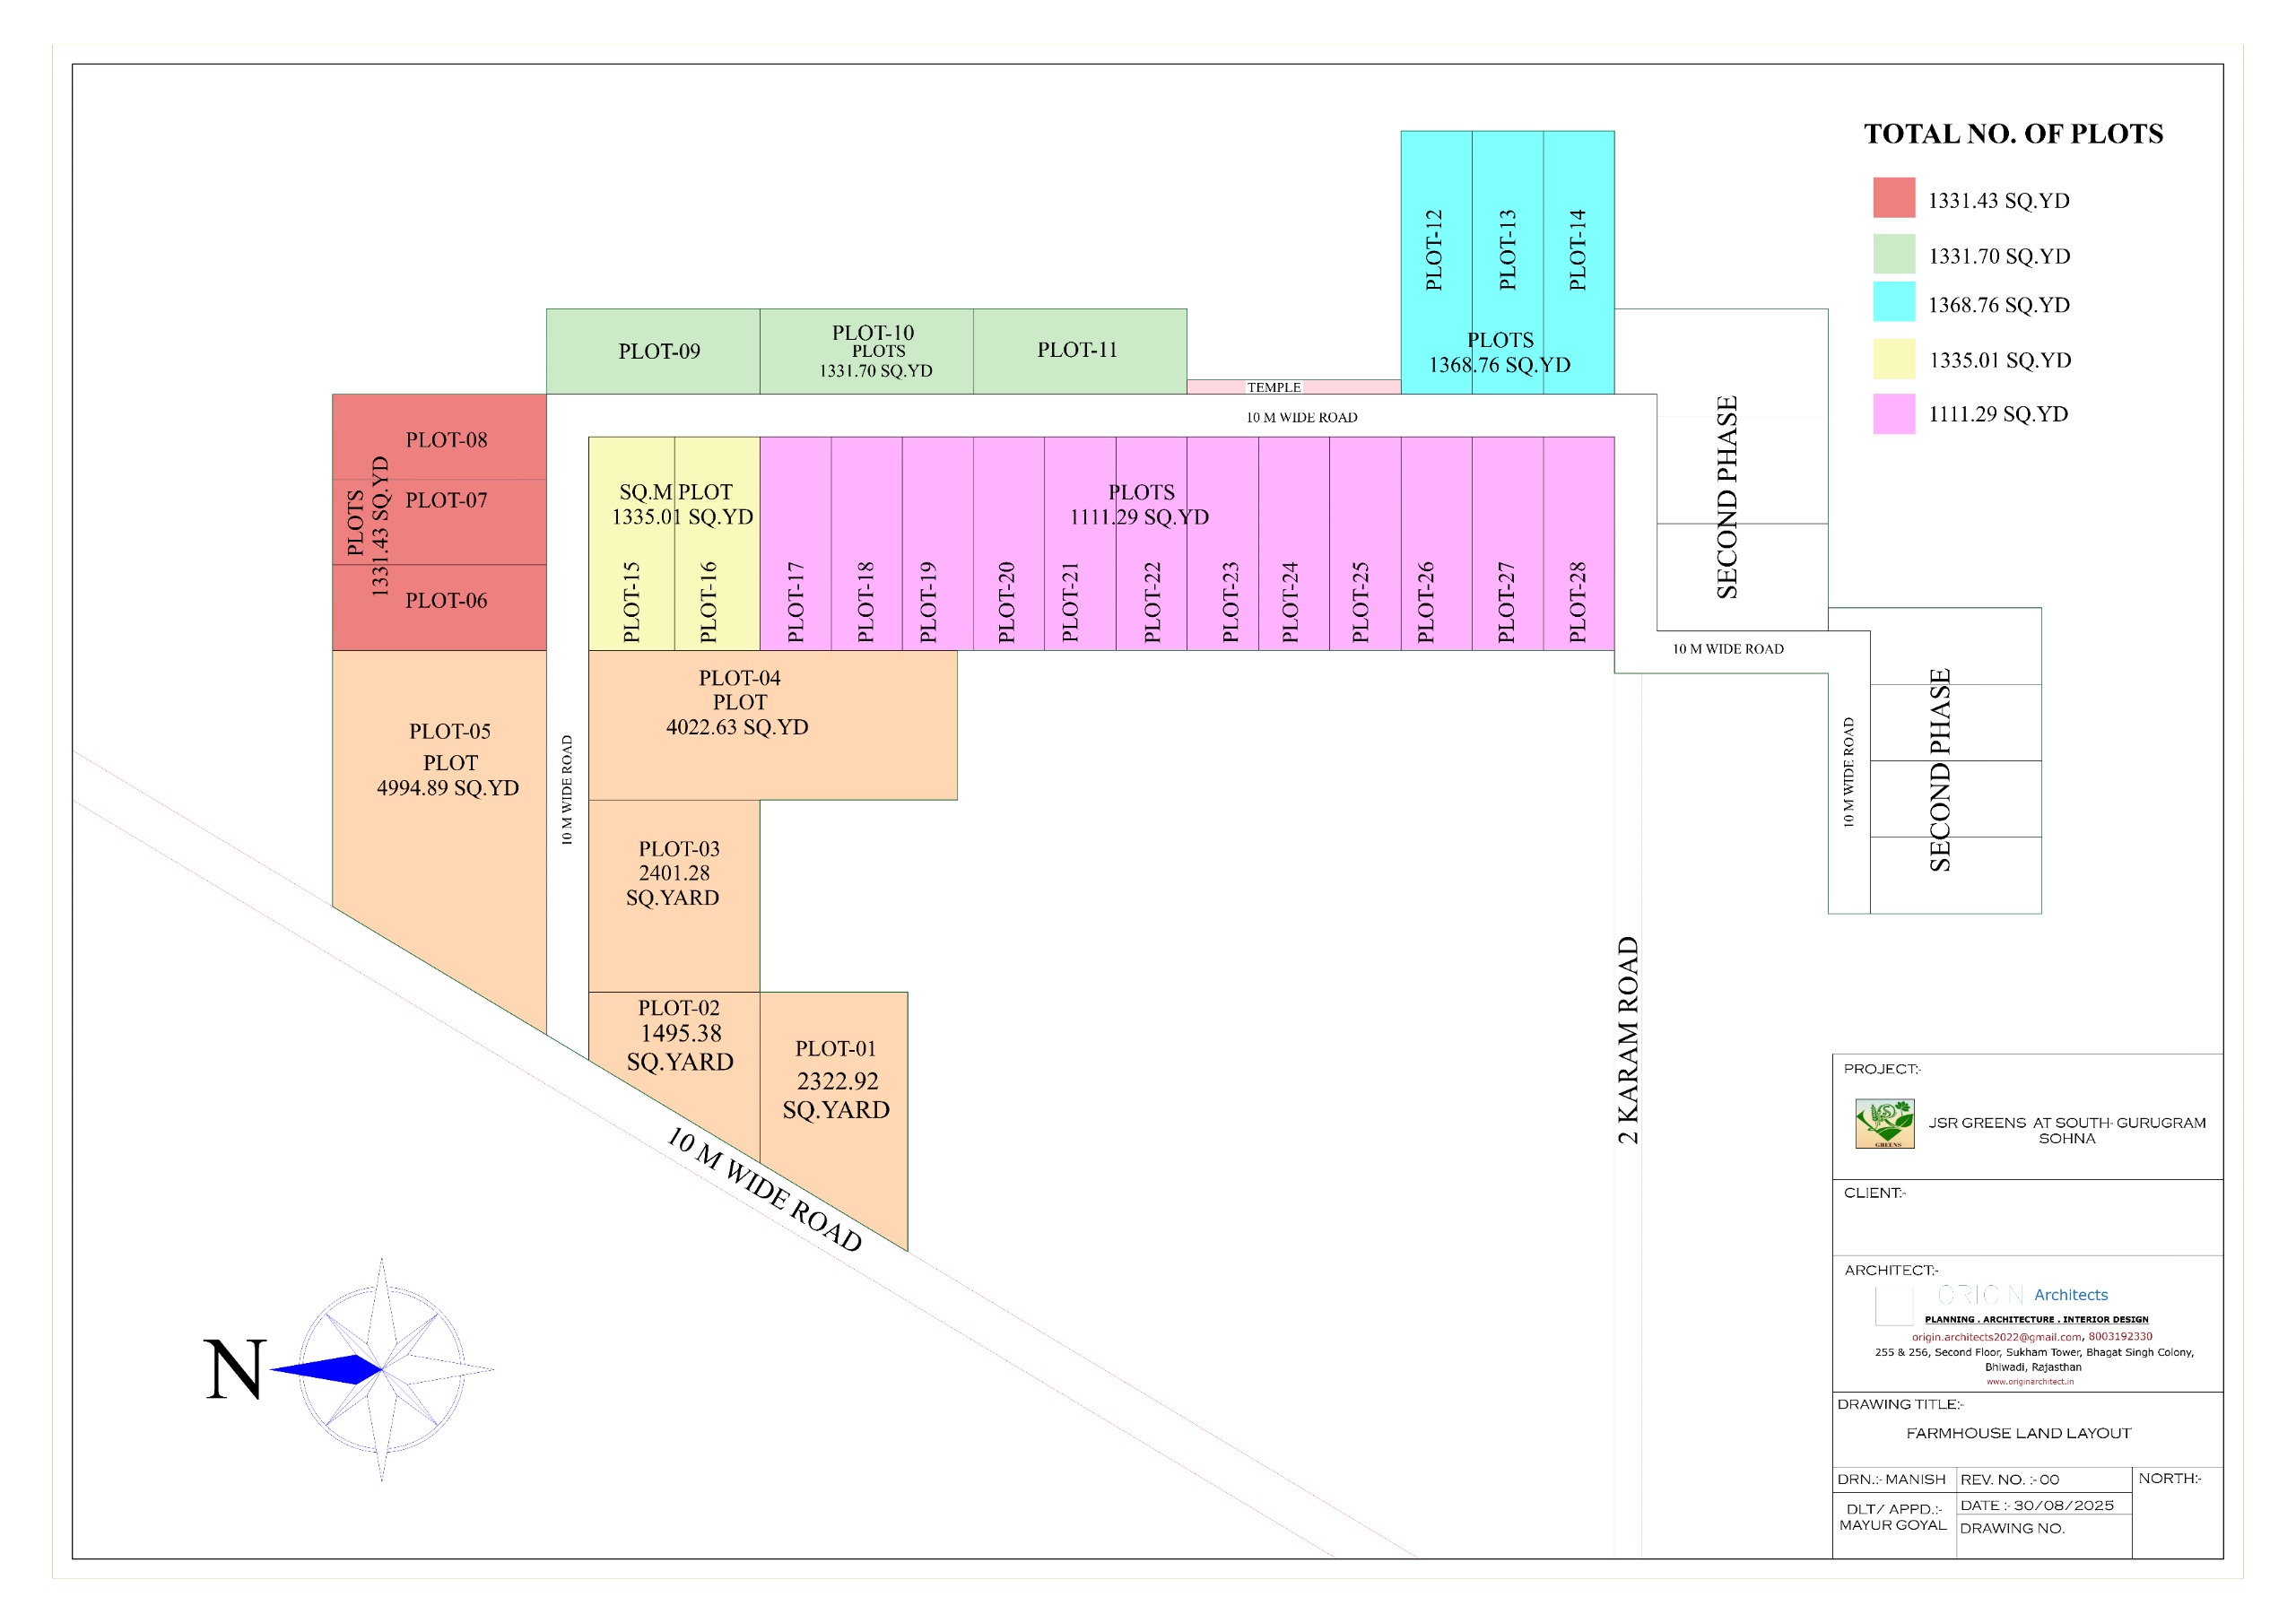 TOTAL NO. OF PLOTS
1331.43 SQ.YD
1331.70 SQ.YD
1368.76 SQ.YD
1335.01 SQ.YD
1111.29 SQ.YD
PLOT-12
PLOT-13
PLOT-14
PLOTS
1368.76 SQ.YD
PLOT-09
PLOT-10
PLOTS
1331.70 SQ.YD
PLOT-11
TEMPLE
10 M WIDE ROAD
PLOT-08
PLOT-07
PLOT-06
PLOTS
1331.43 SQ.YD
SQ.M PLOT
1335.01 SQ.YD
PLOTS
1111.29 SQ.YD
PLOT-15
PLOT-16
PLOT-17
PLOT-18
PLOT-19
PLOT-20
PLOT-21
PLOT-22
PLOT-23
PLOT-24
PLOT-25
PLOT-26
PLOT-27
PLOT-28
SECOND PHASE
10 M WIDE ROAD
SECOND PHASE
10 M WIDE ROAD
PLOT-04
PLOT
4022.63 SQ.YD
PLOT-05
PLOT
4994.89 SQ.YD
10 M WIDE ROAD
PLOT-03
2401.28
SQ.YARD
PLOT-02
1495.38
SQ.YARD
PLOT-01
2322.92
SQ.YARD
10 M WIDE ROAD
2 KARAM ROAD
N
PROJECT:-
GREENS
JSR GREENS AT SOUTH- GURUGRAM
SOHNA
CLIENT:-
ARCHITECT:-
ORIGIN Architects
PLANNING . ARCHITECTURE . INTERIOR DESIGN
origin.architects2022@gmail.com, 8003192330
255 & 256, Second Floor, Sukham Tower, Bhagat Singh Colony,
Bhiwadi, Rajasthan
www.originarchitect.in
DRAWING TITLE:-
FARMHOUSE LAND LAYOUT
DRN.:- MANISH
REV. NO. :- 00
NORTH:-
DLT/ APPD.:-
MAYUR GOYAL
DATE :- 30/08/2025
DRAWING NO.